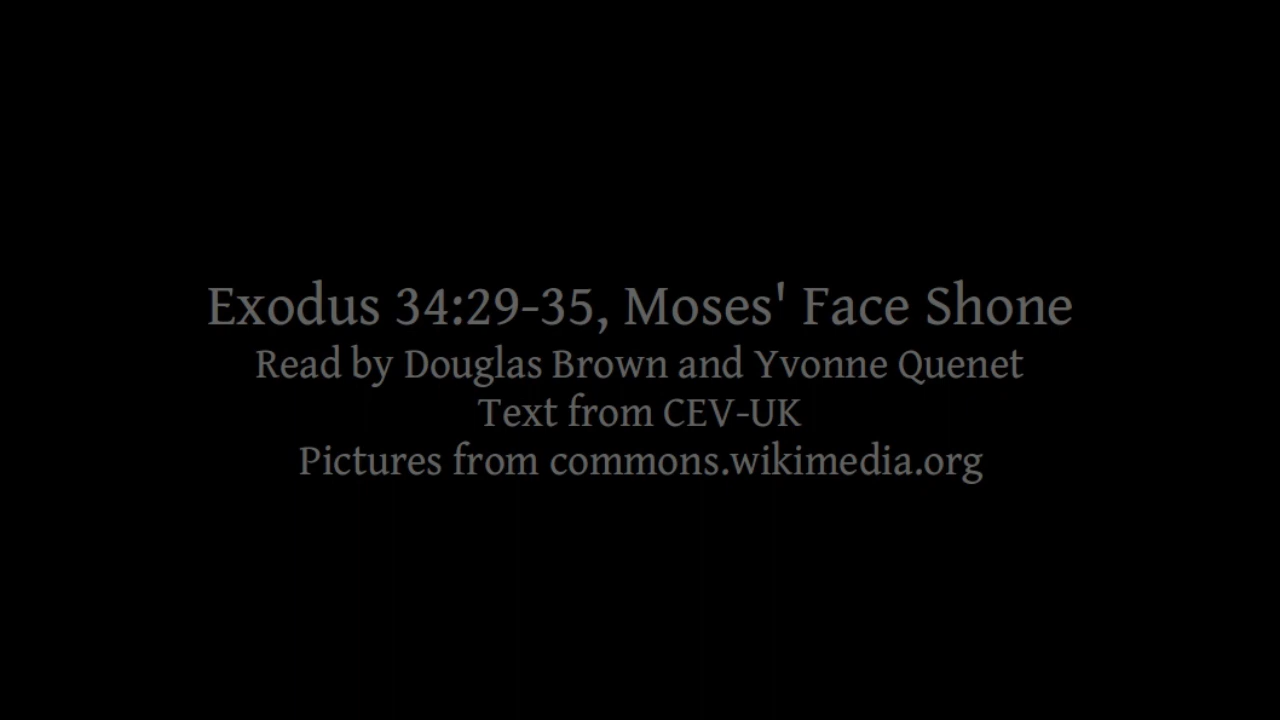 Exodus 34:29-35, Moses' Face Shone
Read by Douglas Brown and Yvonne Quenet
Text from CEV-UK
Pictures from commons.wikimedia.org